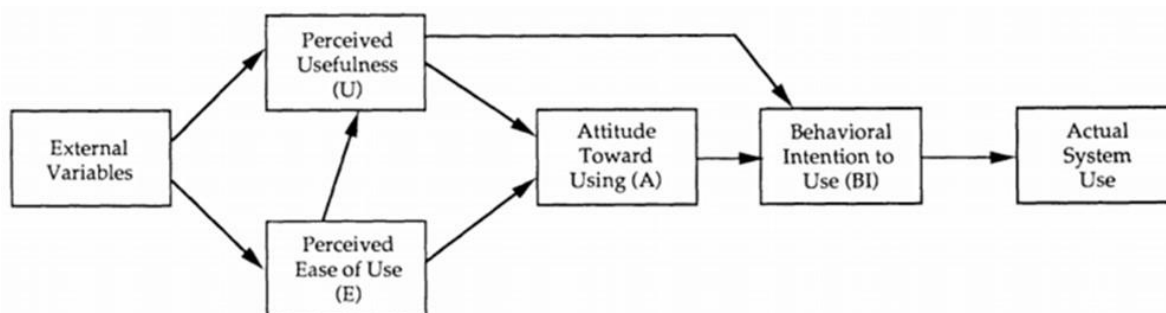 External
Variables
Perceived
Usefulness
(U)
Perceived
Ease of Use
(E)
Attitude
Toward
Using (A)
Behavioral
Intention to
Use (BI)
Actual
System
Use